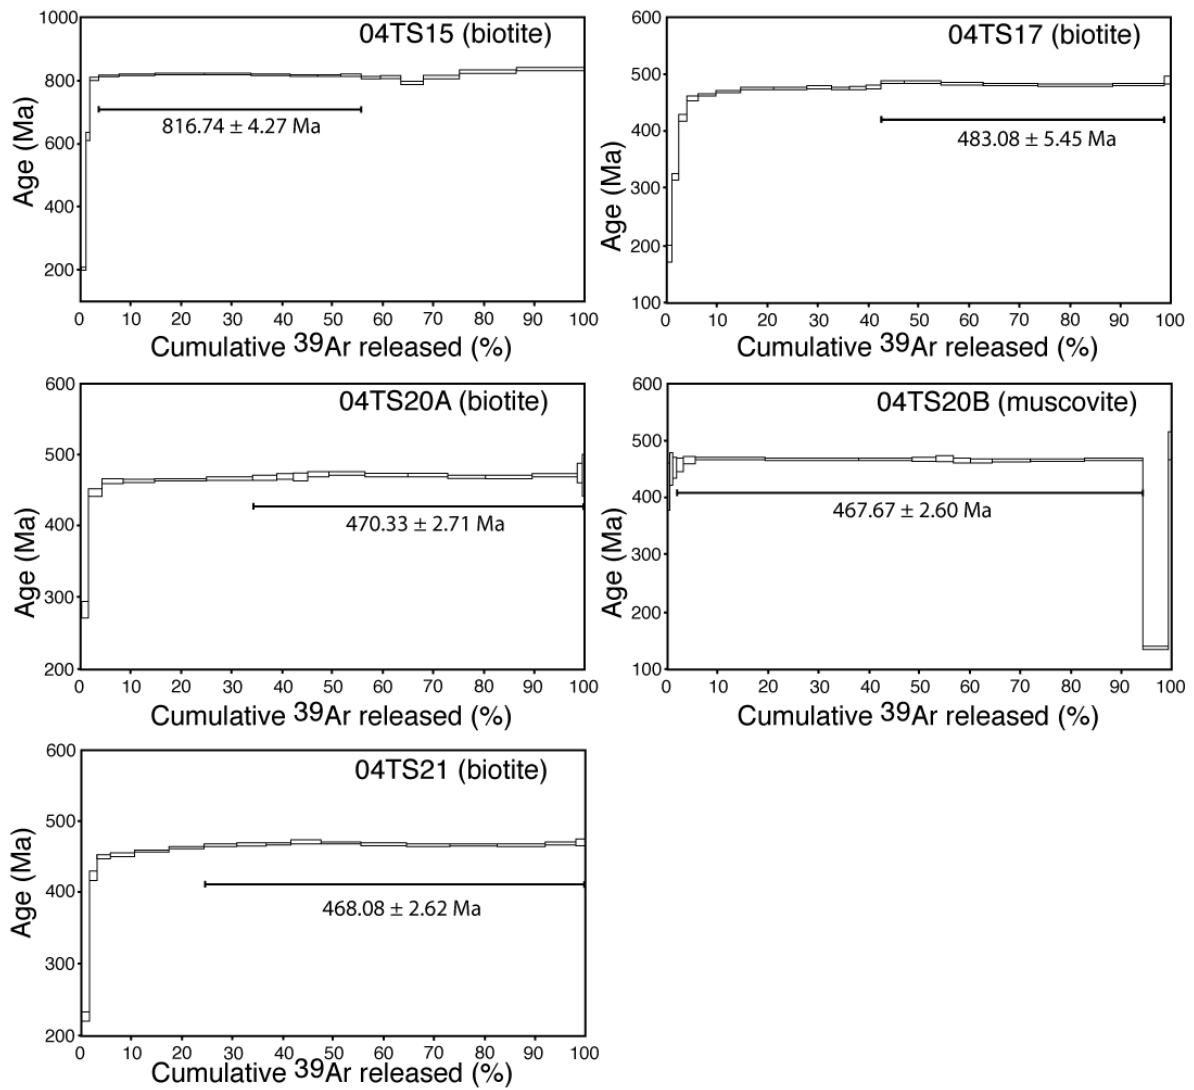 04TS15 (biotite)
1000
800
600
400
200
Age (Ma)
816.74 ± 4.27 Ma
0 10 20 30 40 50 60 70 80 90 100
Cumulative 39Ar released (%)
04TS17 (biotite)
600
500
400
300
200
100
Age (Ma)
483.08 ± 5.45 Ma
0 10 20 30 40 50 60 70 80 90 100
Cumulative 39Ar released (%)
04TS20A (biotite)
600
500
400
300
200
Age (Ma)
470.33 ± 2.71 Ma
0 10 20 30 40 50 60 70 80 90 100
Cumulative 39Ar released (%)
04TS20B (muscovite)
600
500
400
300
200
100
Age (Ma)
467.67 ± 2.60 Ma
0 10 20 30 40 50 60 70 80 90 100
Cumulative 39Ar released (%)
04TS21 (biotite)
600
500
400
300
200
Age (Ma)
468.08 ± 2.62 Ma
0 10 20 30 40 50 60 70 80 90 100
Cumulative 39Ar released (%)